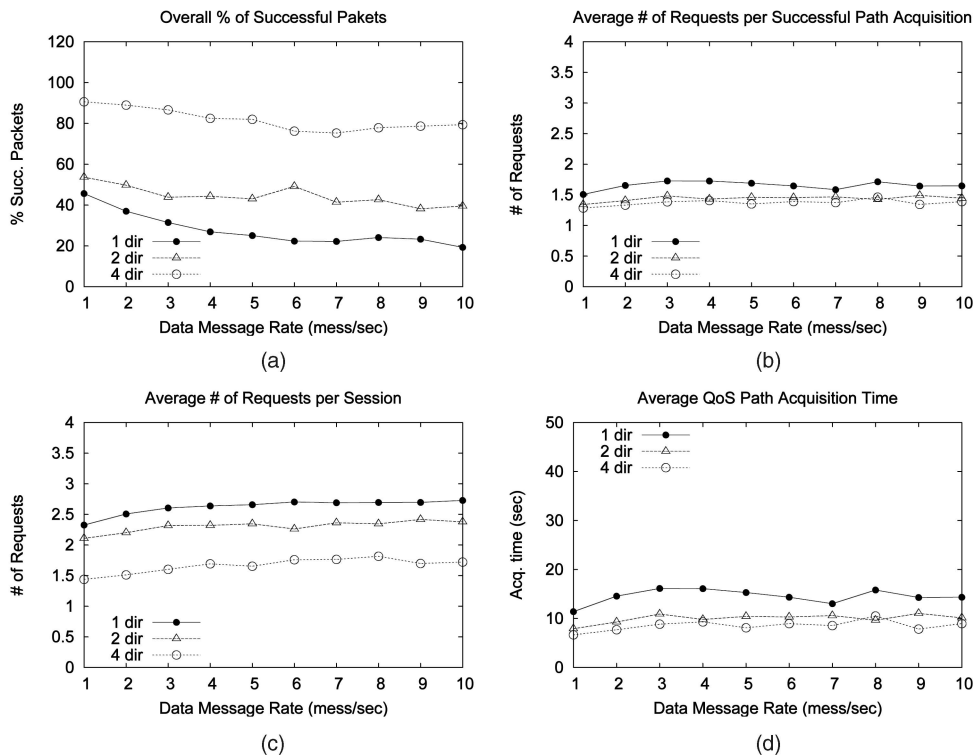 Overall % of Successful Pakets
120
100
80
60
40
20
0
% Succ. Packets
1 dir
2 dir
4 dir
1 2 3 4 5 6 7 8 9 10
Data Message Rate (mess/sec)
(a)
Average # of Requests per Successful Path Acquisition
4
3.5
3
2.5
2
1.5
1
0.5
0
# of Requests
1 dir
2 dir
4 dir
1 2 3 4 5 6 7 8 9 10
Data Message Rate (mess/sec)
(b)
Average # of Requests per Session
4
3.5
3
2.5
2
1.5
1
0.5
0
# of Requests
1 dir
2 dir
4 dir
1 2 3 4 5 6 7 8 9 10
Data Message Rate (mess/sec)
(c)
Average QoS Path Acquisition Time
50
40
30
20
10
0
Acq. time (sec)
1 dir
2 dir
4 dir
1 2 3 4 5 6 7 8 9 10
Data Message Rate (mess/sec)
(d)